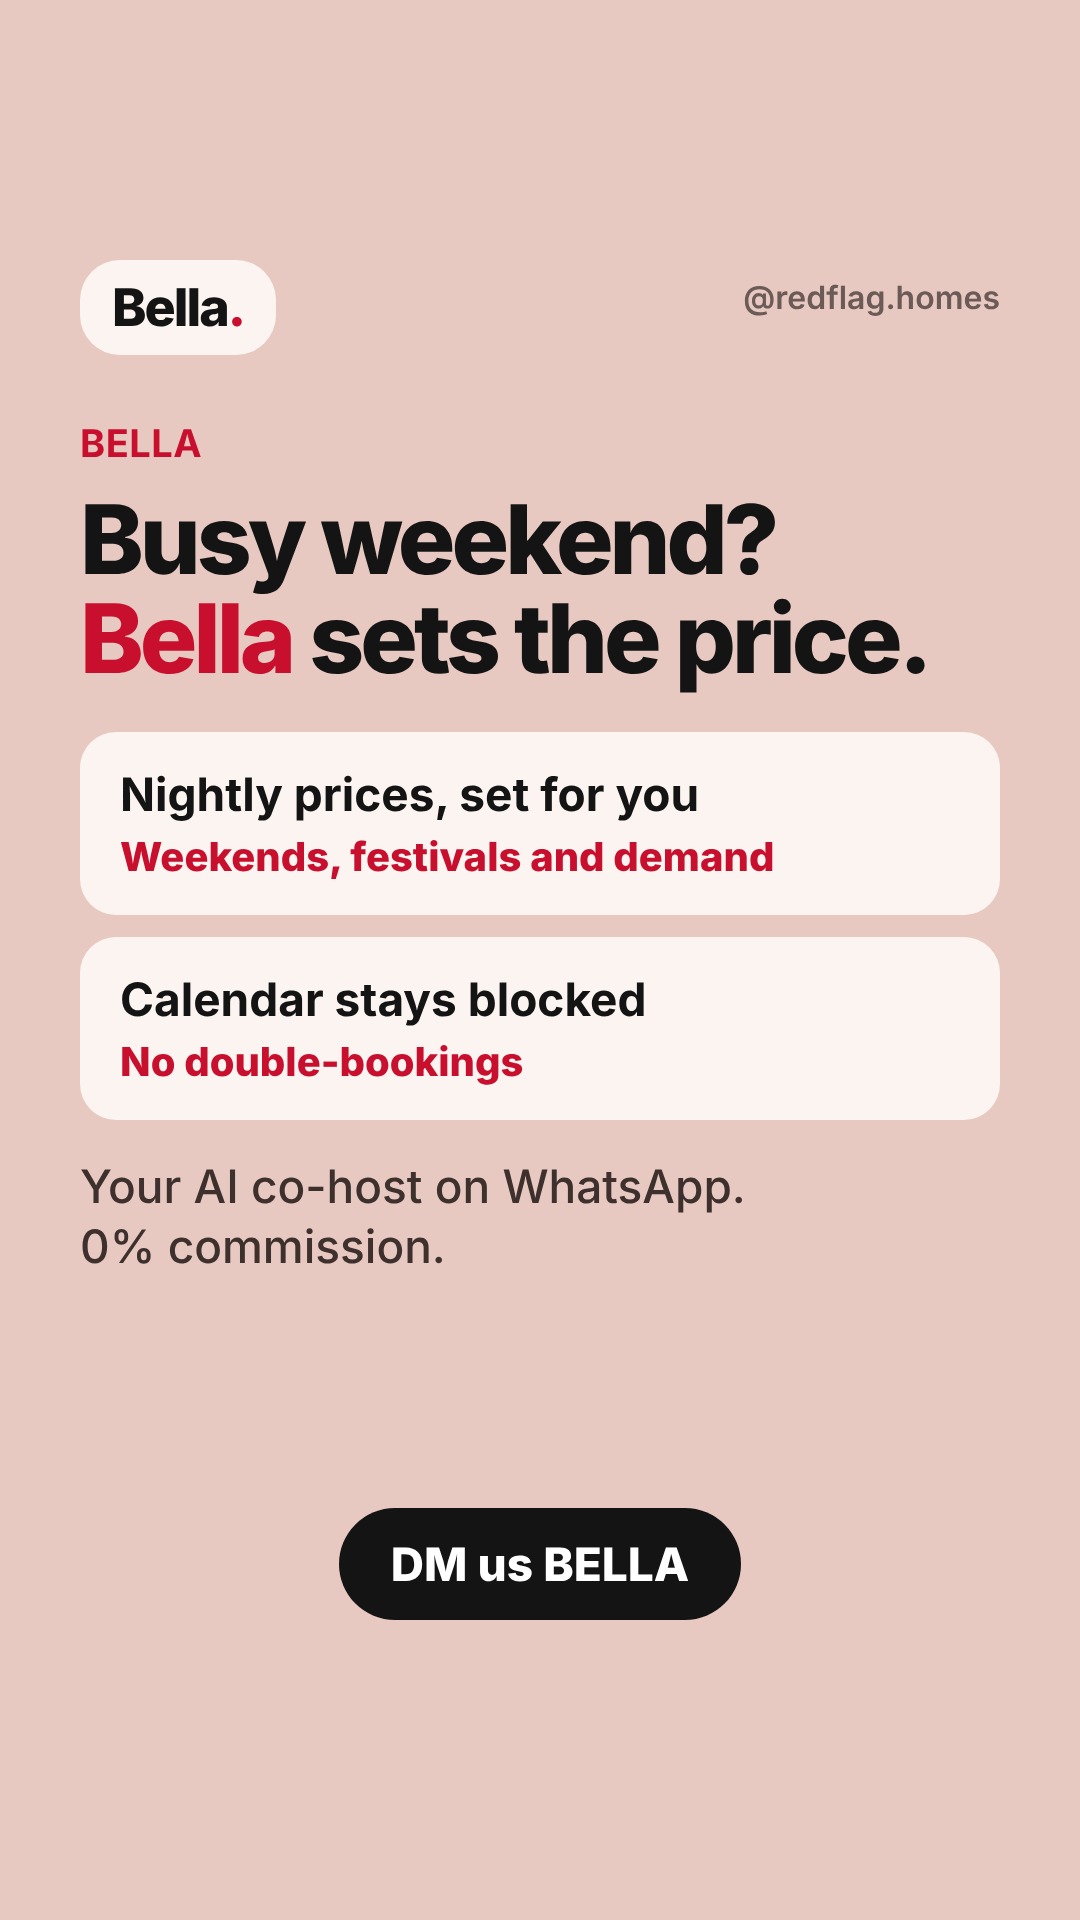 Bella.
@redflag.homes
BELLA
Busy weekend?
Bella sets the price.
Nightly prices, set for you
Weekends, festivals and demand
Calendar stays blocked
No double-bookings
Your AI co-host on WhatsApp.
0% commission.
DM us BELLA